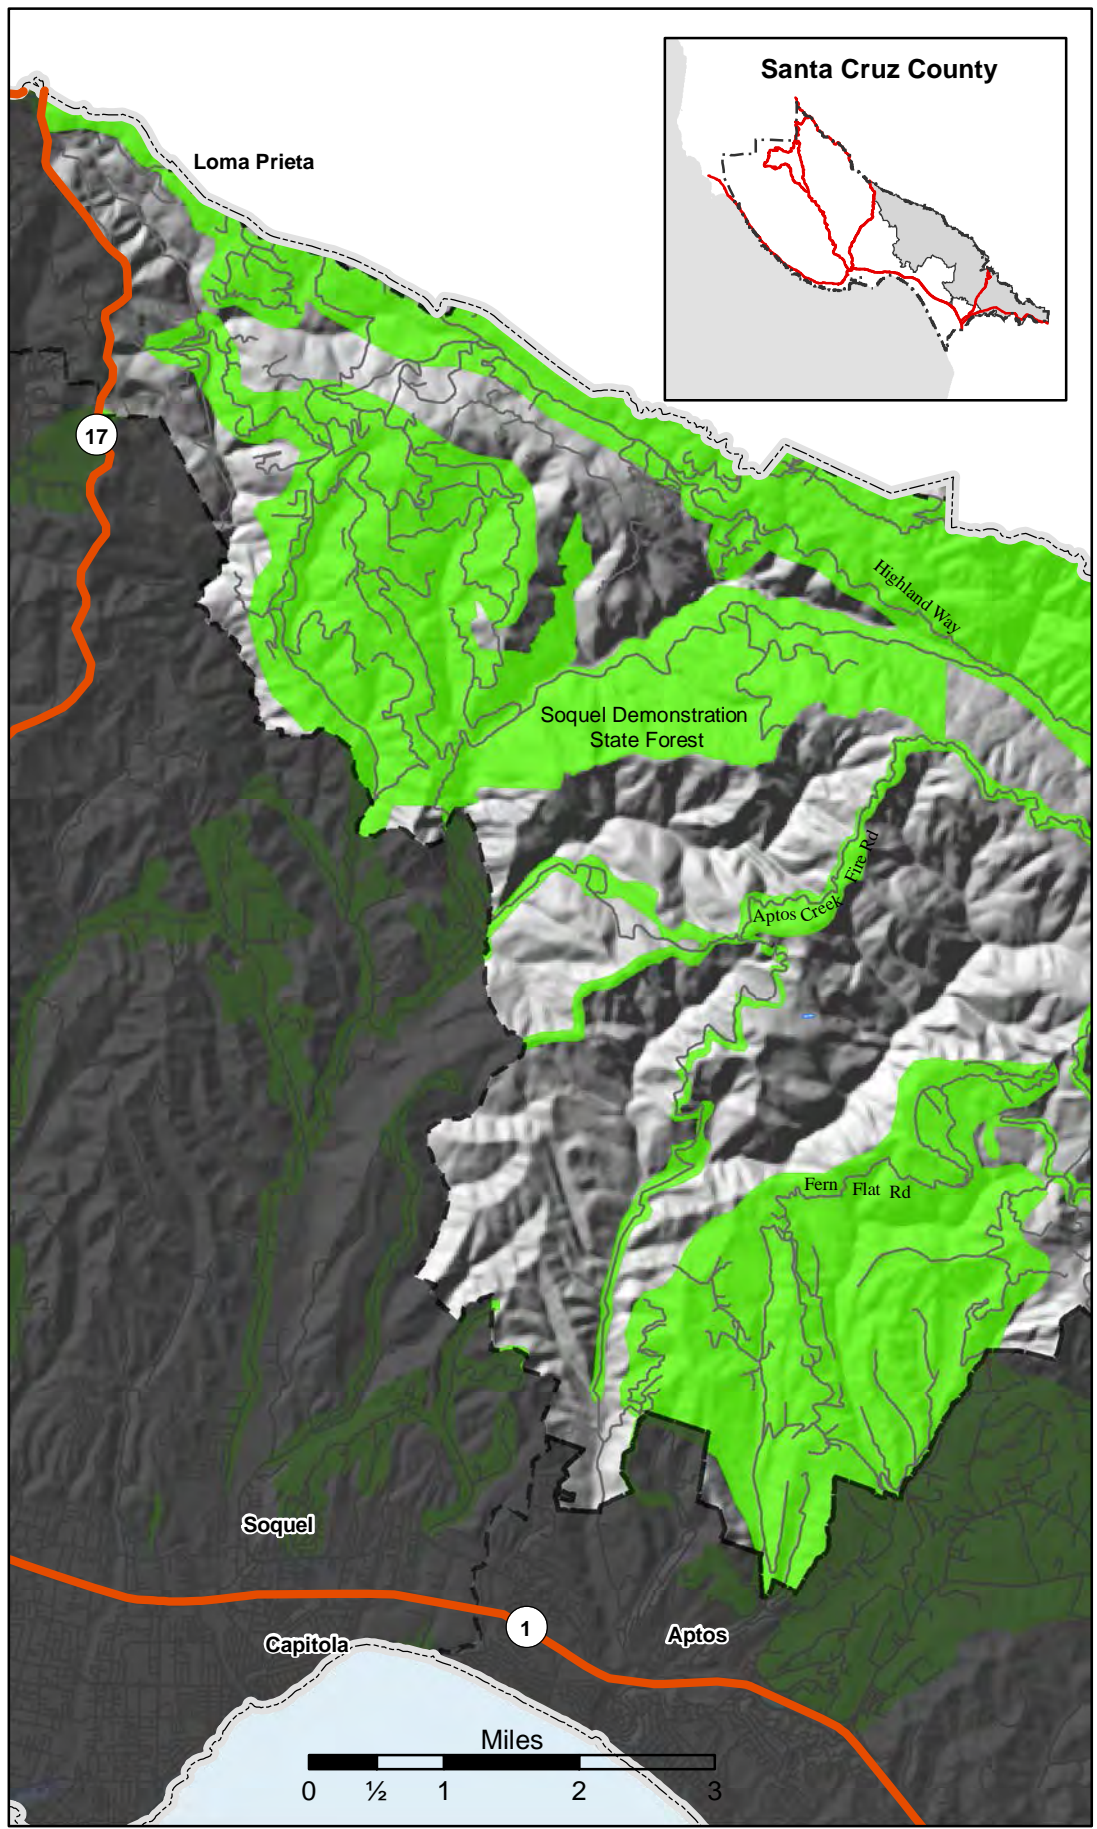 Santa Cruz County
Loma Prieta
17
Highland Way
Soquel Demonstration
State Forest
Aptos Creek Fire Rd
Fern Flat Rd
Soquel
1
Aptos
Capitola
Miles
0 ½ 1 2 3